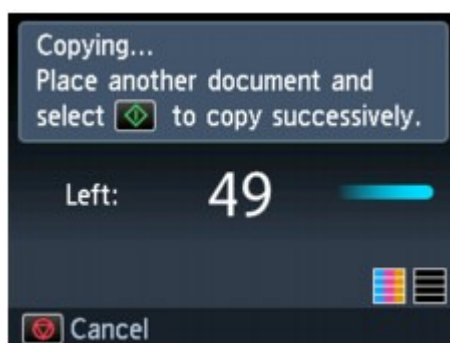 Copying...
Place another document and
select to copy successively.
Left: 49
Cancel